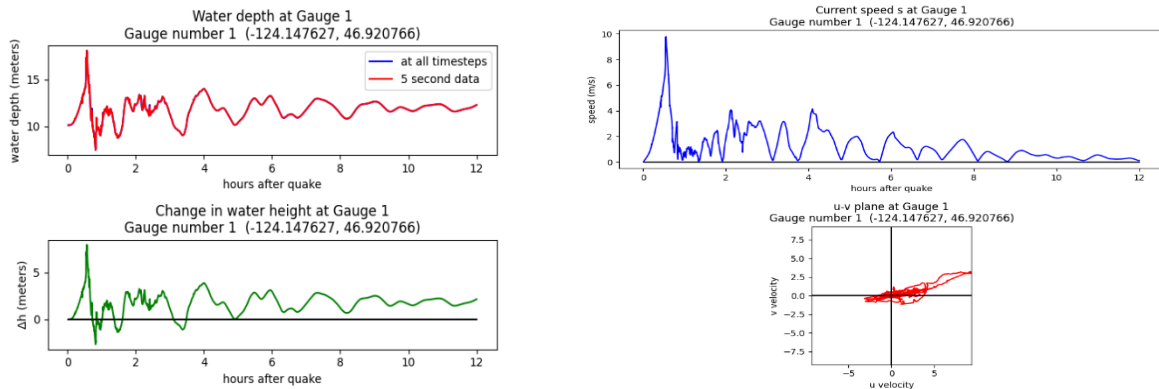 Water depth at Gauge 1
Gauge number 1 (-124.147627, 46.920766)
water depth (meters)
15
10
at all timesteps
5 second data
0 2 4 6 8 10 12
hours after quake
Change in water height at Gauge 1
Gauge number 1 (-124.147627, 46.920766)
Δh (meters)
5
0
0 2 4 6 8 10 12
hours after quake
Current speed s at Gauge 1
Gauge number 1 (-124.147627, 46.920766)
speed (m/s)
10
8
6
4
2
0
0 2 4 6 8 10 12
hours after quake
u-v plane at Gauge 1
Gauge number 1 (-124.147627, 46.920766)
v velocity
7.5
5.0
2.5
0.0
−2.5
−5.0
−7.5
−5 0 5
u velocity